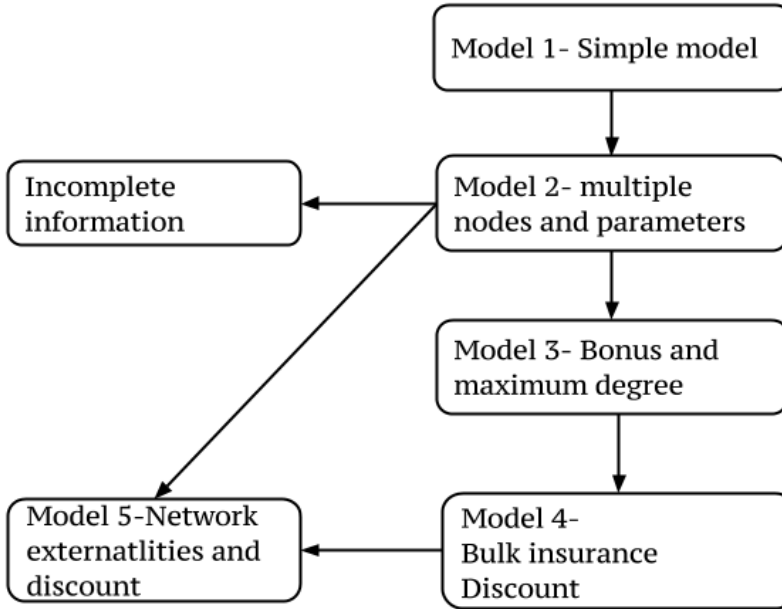 Model 1- Simple model
Incomplete
information
Model 2- multiple
nodes and parameters
Model 3- Bonus and
maximum degree
Model 5-Network
externatlities and
discount
Model 4-
Bulk insurance
Discount